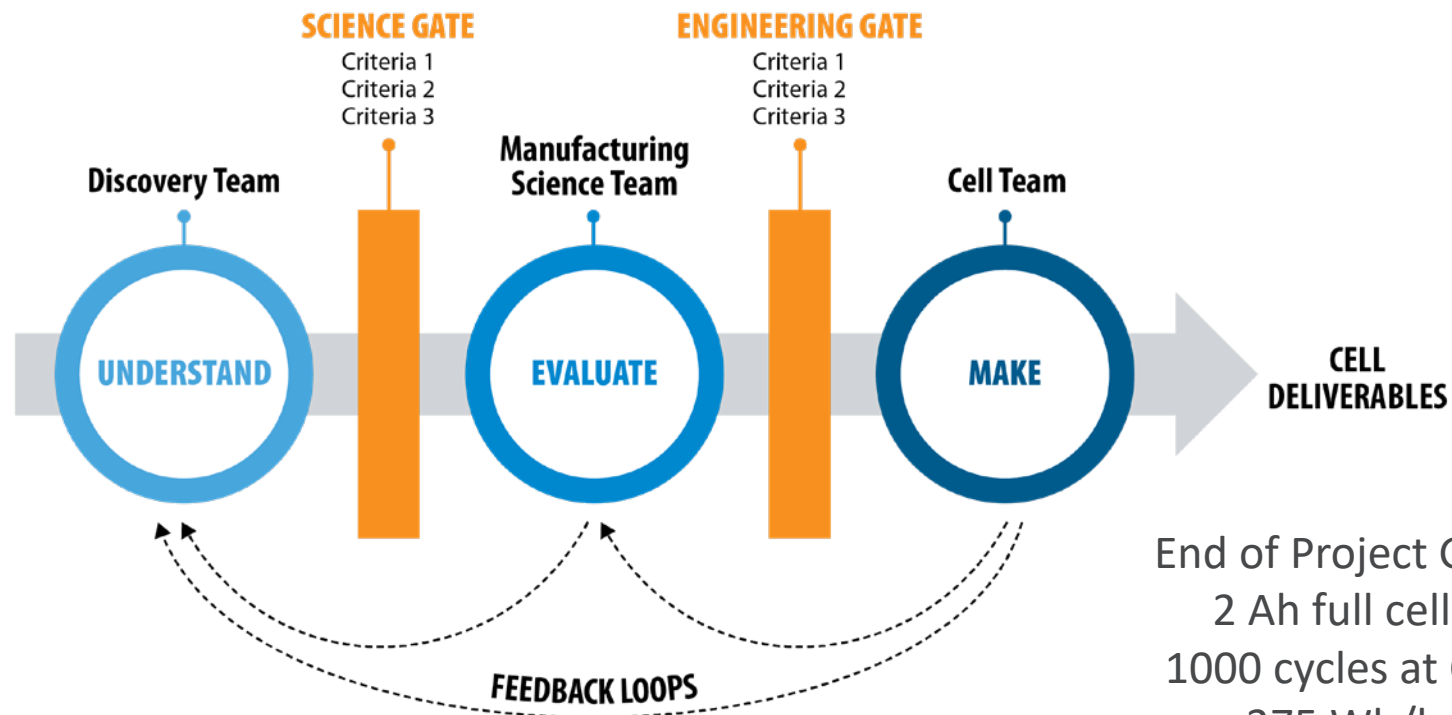 SCIENCE GATE
Criteria 1
Criteria 2
Criteria 3
ENGINEERING GATE
Criteria 1
Criteria 2
Criteria 3
Discovery Team
Manufacturing
Science Team
Cell Team
UNDERSTAND
EVALUATE
MAKE
CELL
DELIVERABLES
FEEDBACK LOOPS
End of Project
2 Ah full cell
1000 cycles at